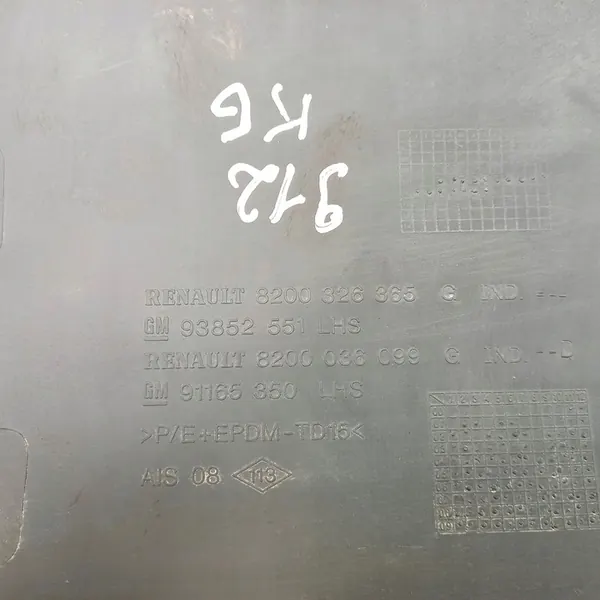 912
KG
RENAULT 8200 326 365 G IND. ---
GM 93852 551 LHS
RENAULT 8200 036 099 G IND. --D
GM 91165 350 LHS
>P/E+EPDM-TD15<
AIS 08 113